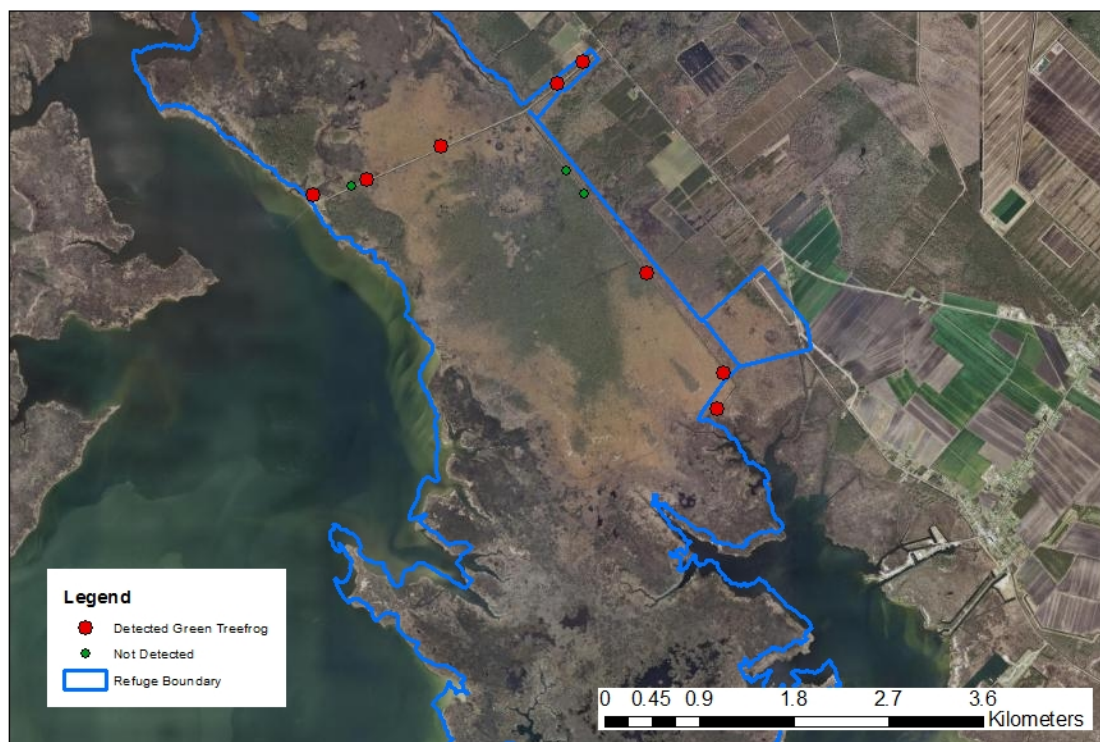 Legend
Detected Green Treefrog
Not Detected
Refuge Boundary
0 0.45 0.9 1.8 2.7 3.6
Kilometers